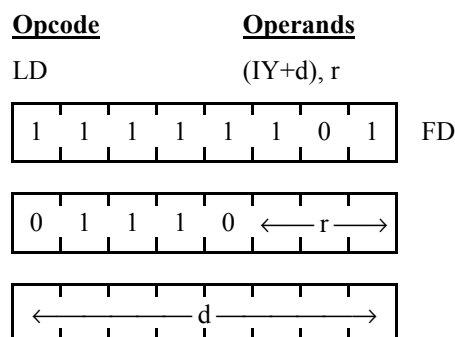 Opcode Operands
LD (IY+d), r
1 1 1 1 1 1 0 1 FD
0 1 1 1 0 r
d